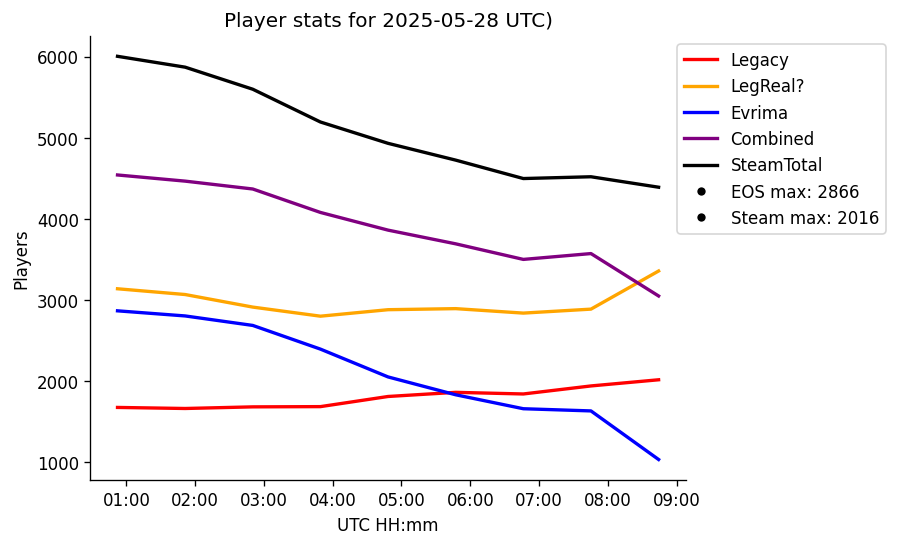 Player stats for 2025-05-28 UTC)
Players
6000
5000
4000
3000
2000
1000
01:00 02:00 03:00 04:00 05:00 06:00 07:00 08:00 09:00
UTC HH:mm
Legacy
LegReal?
Evrima
Combined
SteamTotal
EOS max: 2866
Steam max: 2016